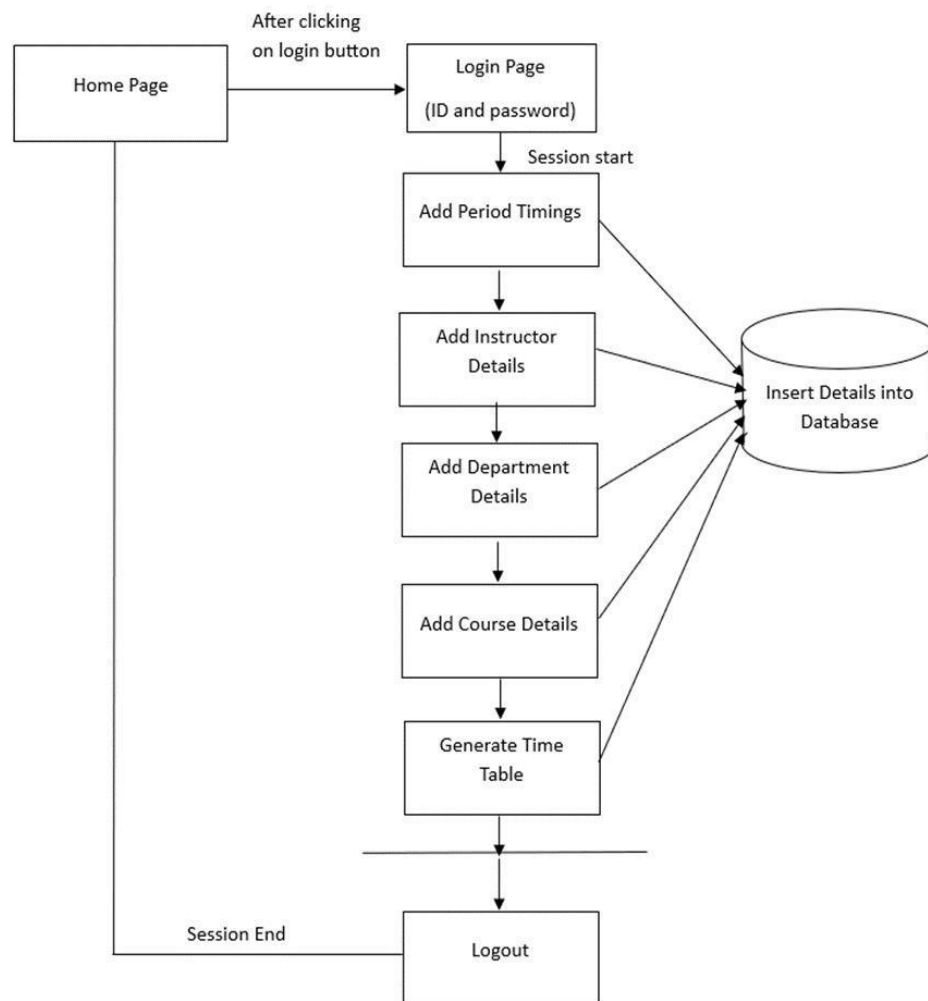 After clicking
on login button
Home Page
Login Page
(ID and password)
Session start
Add Period Timings
Add Instructor
Details
Insert Details into
Database
Add Department
Details
Add Course Details
Generate Time
Table
Session End
Logout